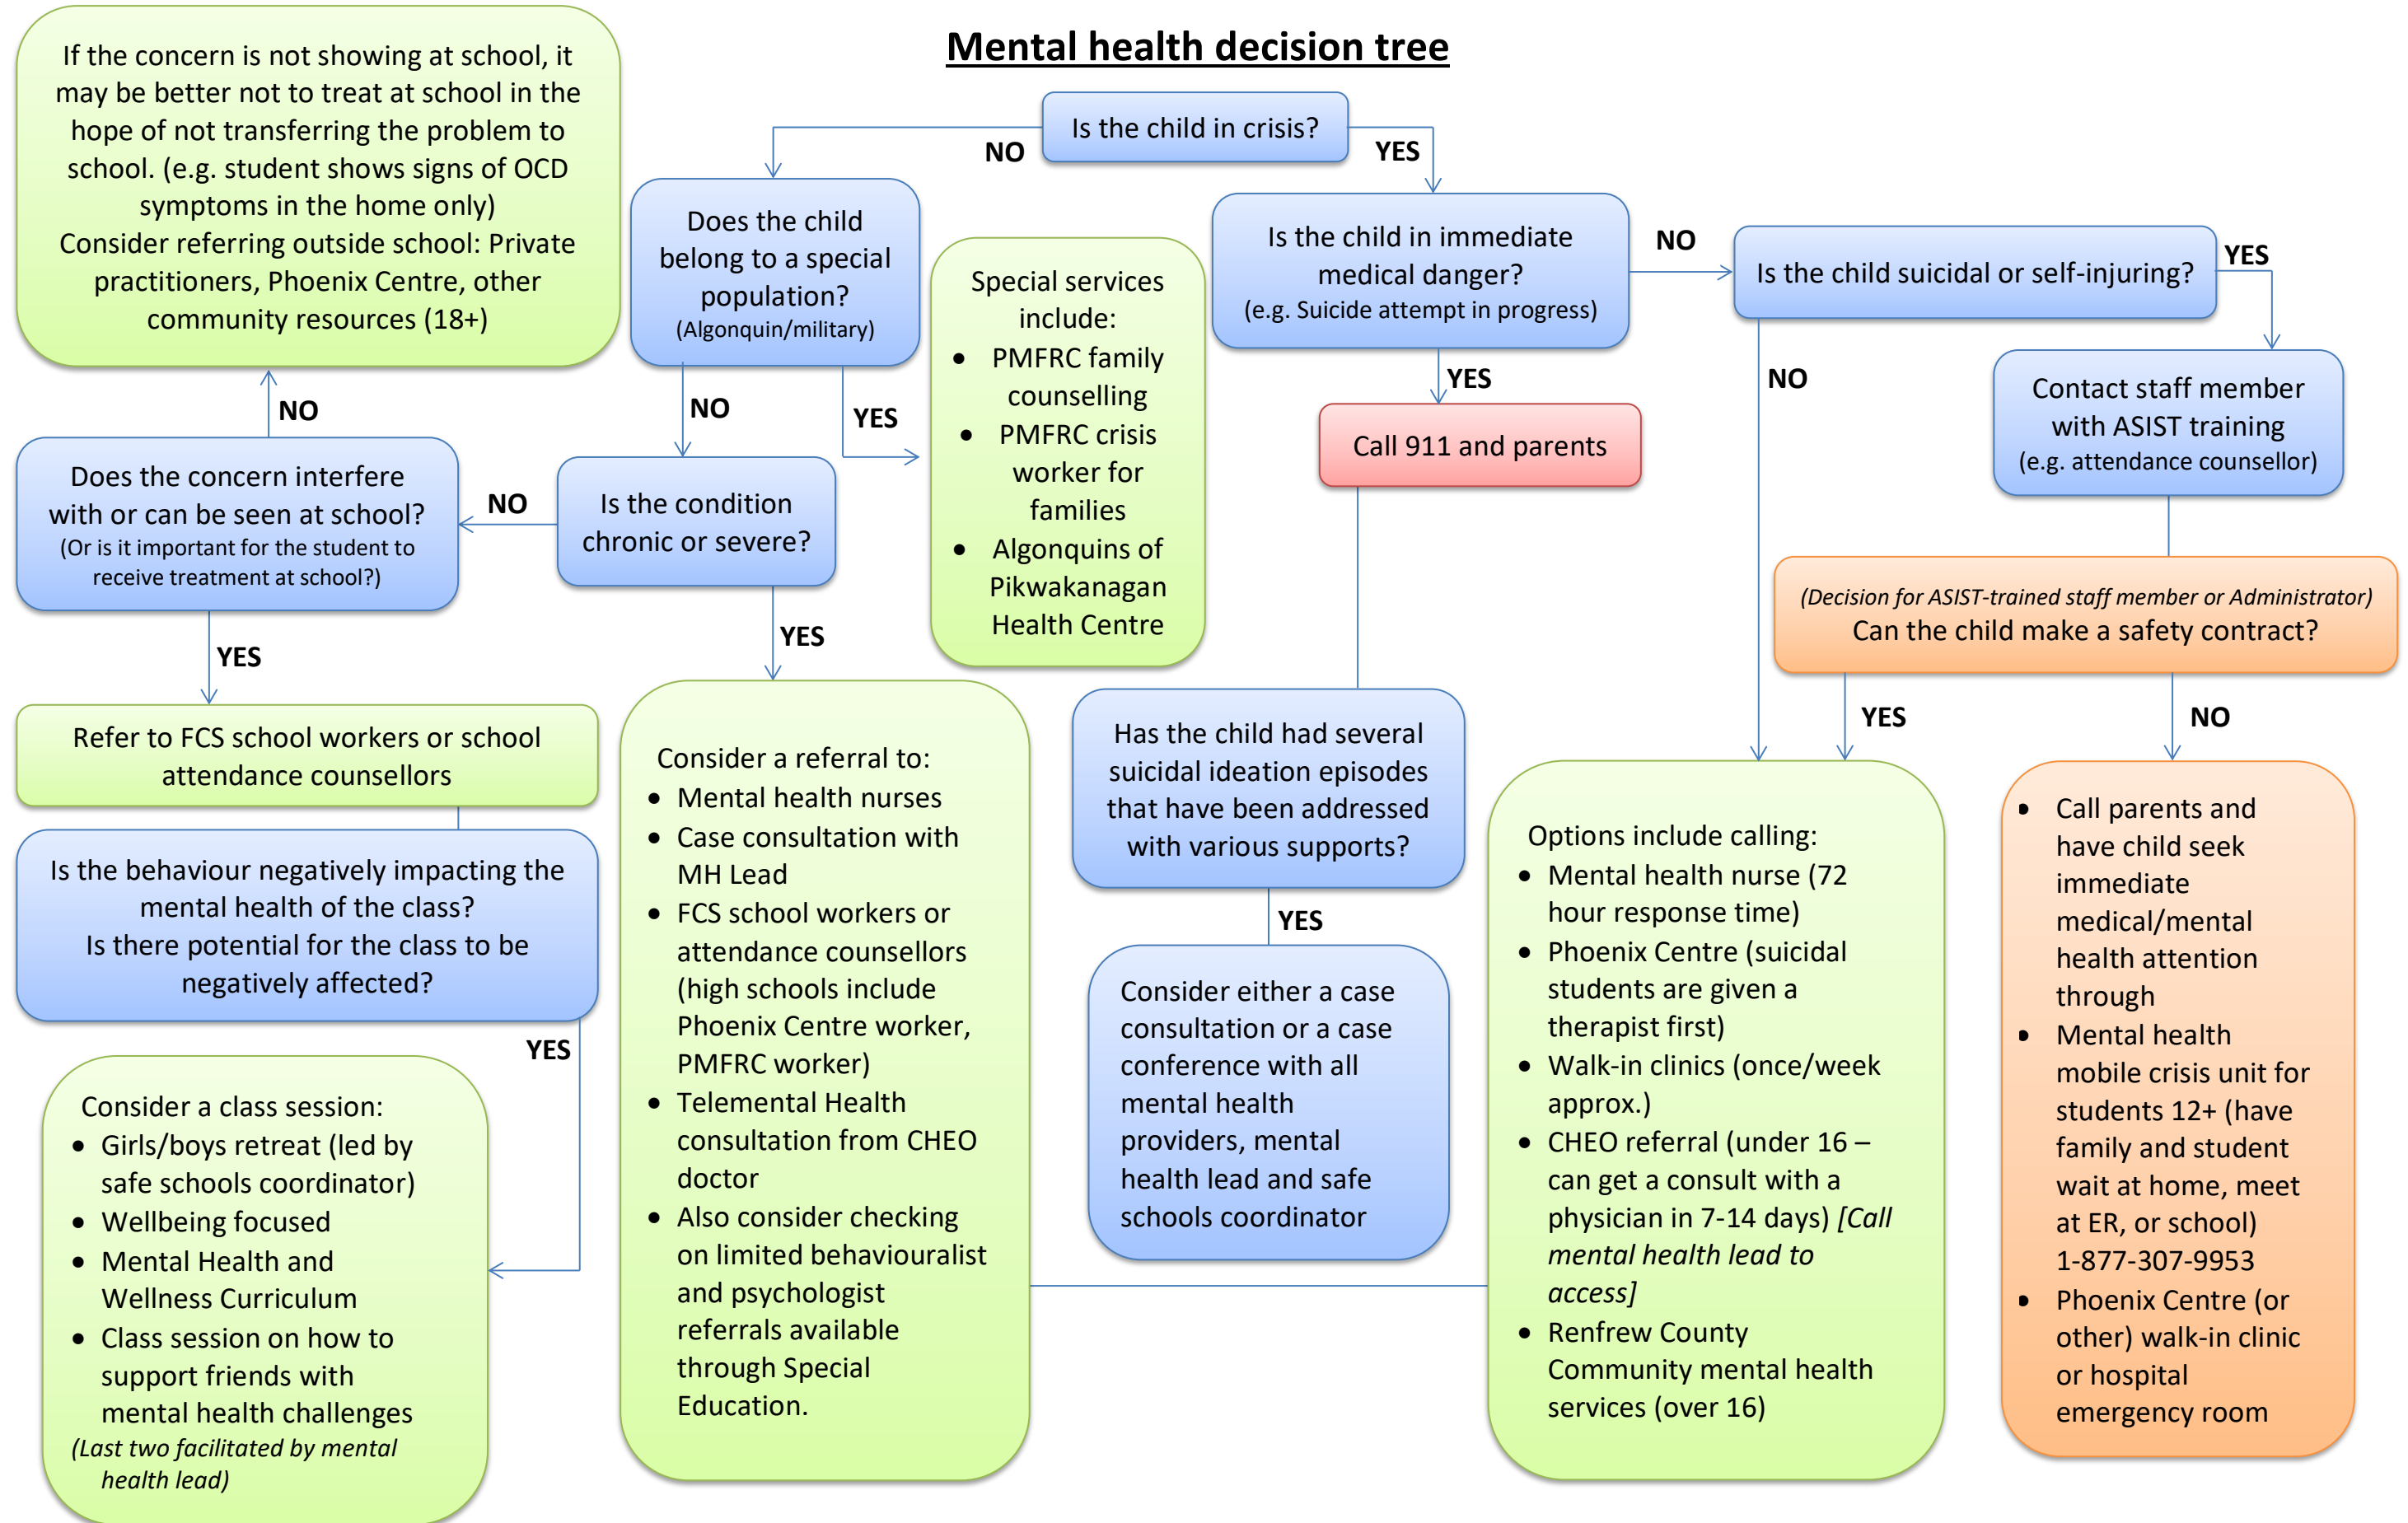 Mental health decision tree
If the concern is not showing at school, it
may be better not to treat at school in the
hope of not transferring the problem to
school. (e.g. student shows signs of OCD
symptoms in the home only)
Consider referring outside school: Private
practitioners, Phoenix Centre, other
community resources (18+)
Is the child in crisis?
NO
YES
Does the child
belong to a special
population?
(Algonquin/military)
Special services
include:
• PMFRC family
counselling
• PMFRC crisis
worker for
families
• Algonquins of
Pikwakanagan
Health Centre
Is the child in immediate
medical danger?
(e.g. Suicide attempt in progress)
NO
Is the child suicidal or self-injuring?
YES
YES
Call 911 and parents
NO
Contact staff member
with ASIST training
(e.g. attendance counsellor)
NO
NO
YES
Does the concern interfere
with or can be seen at school?
(Or is it important for the student to
receive treatment at school?)
NO
Is the condition
chronic or severe?
YES
YES
(Decision for ASIST-trained staff member or Administrator)
Can the child make a safety contract?
YES
NO
Refer to FCS school workers or school
attendance counsellors
Is the behaviour negatively impacting the
mental health of the class?
Is there potential for the class to be
negatively affected?
YES
Consider a class session:
• Girls/boys retreat (led by
safe schools coordinator)
• Wellbeing focused
• Mental Health and
Wellness Curriculum
• Class session on how to
support friends with
mental health challenges
(Last two facilitated by mental
health lead)
Consider a referral to:
• Mental health nurses
• Case consultation with
MH Lead
• FCS school workers or
attendance counsellors
(high schools include
Phoenix Centre worker,
PMFRC worker)
• Telemental Health
consultation from CHEO
doctor
• Also consider checking
on limited behaviouralist
and psychologist
referrals available
through Special
Education.
Has the child had several
suicidal ideation episodes
that have been addressed
with various supports?
YES
Consider either a case
consultation or a case
conference with all
mental health
providers, mental
health lead and safe
schools coordinator
Options include calling:
• Mental health nurse (72
hour response time)
• Phoenix Centre (suicidal
students are given a
therapist first)
• Walk-in clinics (once/week
approx.)
• CHEO referral (under 16 –
can get a consult with a
physician in 7-14 days) [Call
mental health lead to
access]
• Renfrew County
Community mental health
services (over 16)
• Call parents and
have child seek
immediate
medical/mental
health attention
through
• Mental health
mobile crisis unit for
students 12+ (have
family and student
wait at home, meet
at ER, or school)
1-877-307-9953
• Phoenix Centre (or
other) walk-in clinic
or hospital
emergency room